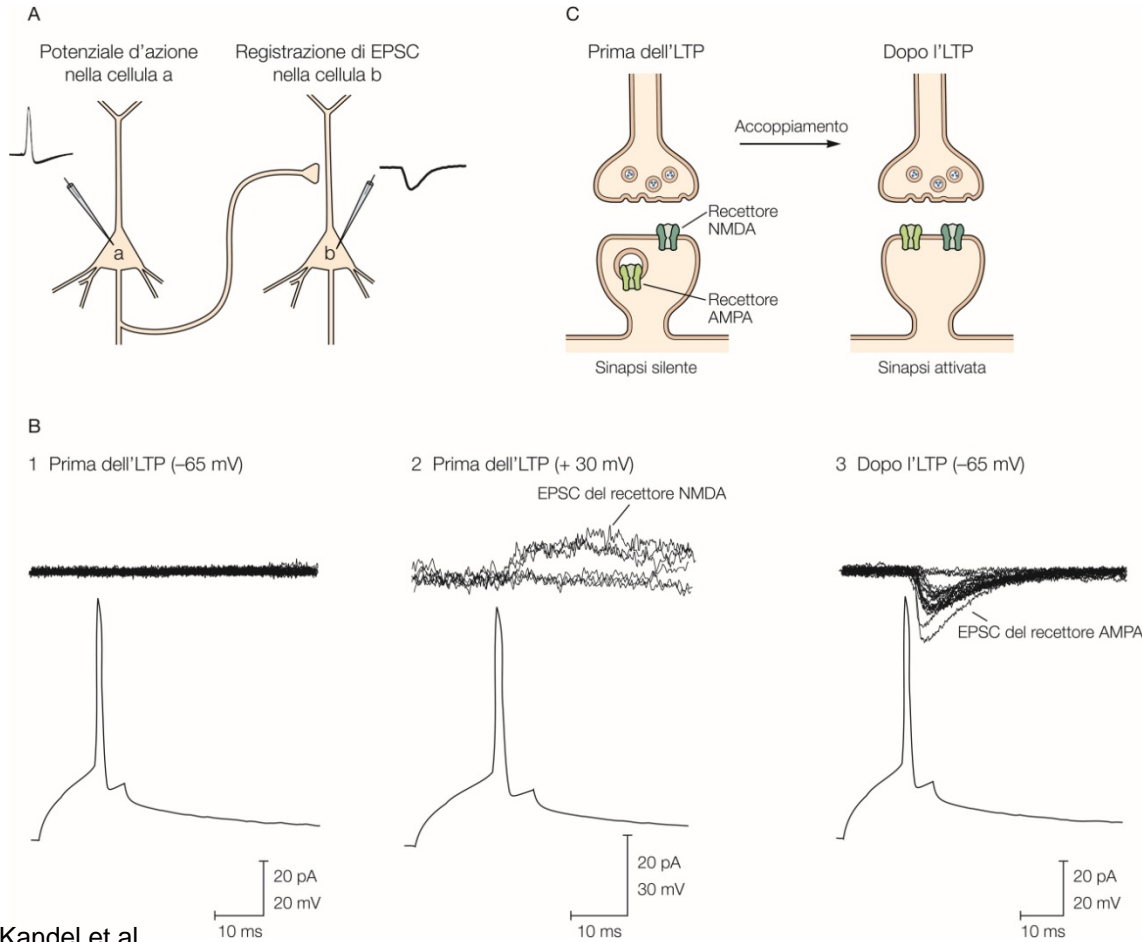 A
Potenziale d'azione
nella cellula a
Registrazione di EPSC
nella cellula b
a
b
C
Prima dell'LTP
Dopo l'LTP
Accoppiamento
Recettore
NMDA
Recettore
AMPA
Sinapsi silente
Sinapsi attivata
B
1 Prima dell'LTP (–65 mV)
2 Prima dell'LTP (+ 30 mV)
3 Dopo l'LTP (–65 mV)
EPSC del recettore NMDA
EPSC del recettore AMPA
20 pA
20 mV
10 ms
20 pA
30 mV
10 ms
20 pA
20 mV
10 ms
Kandel et al